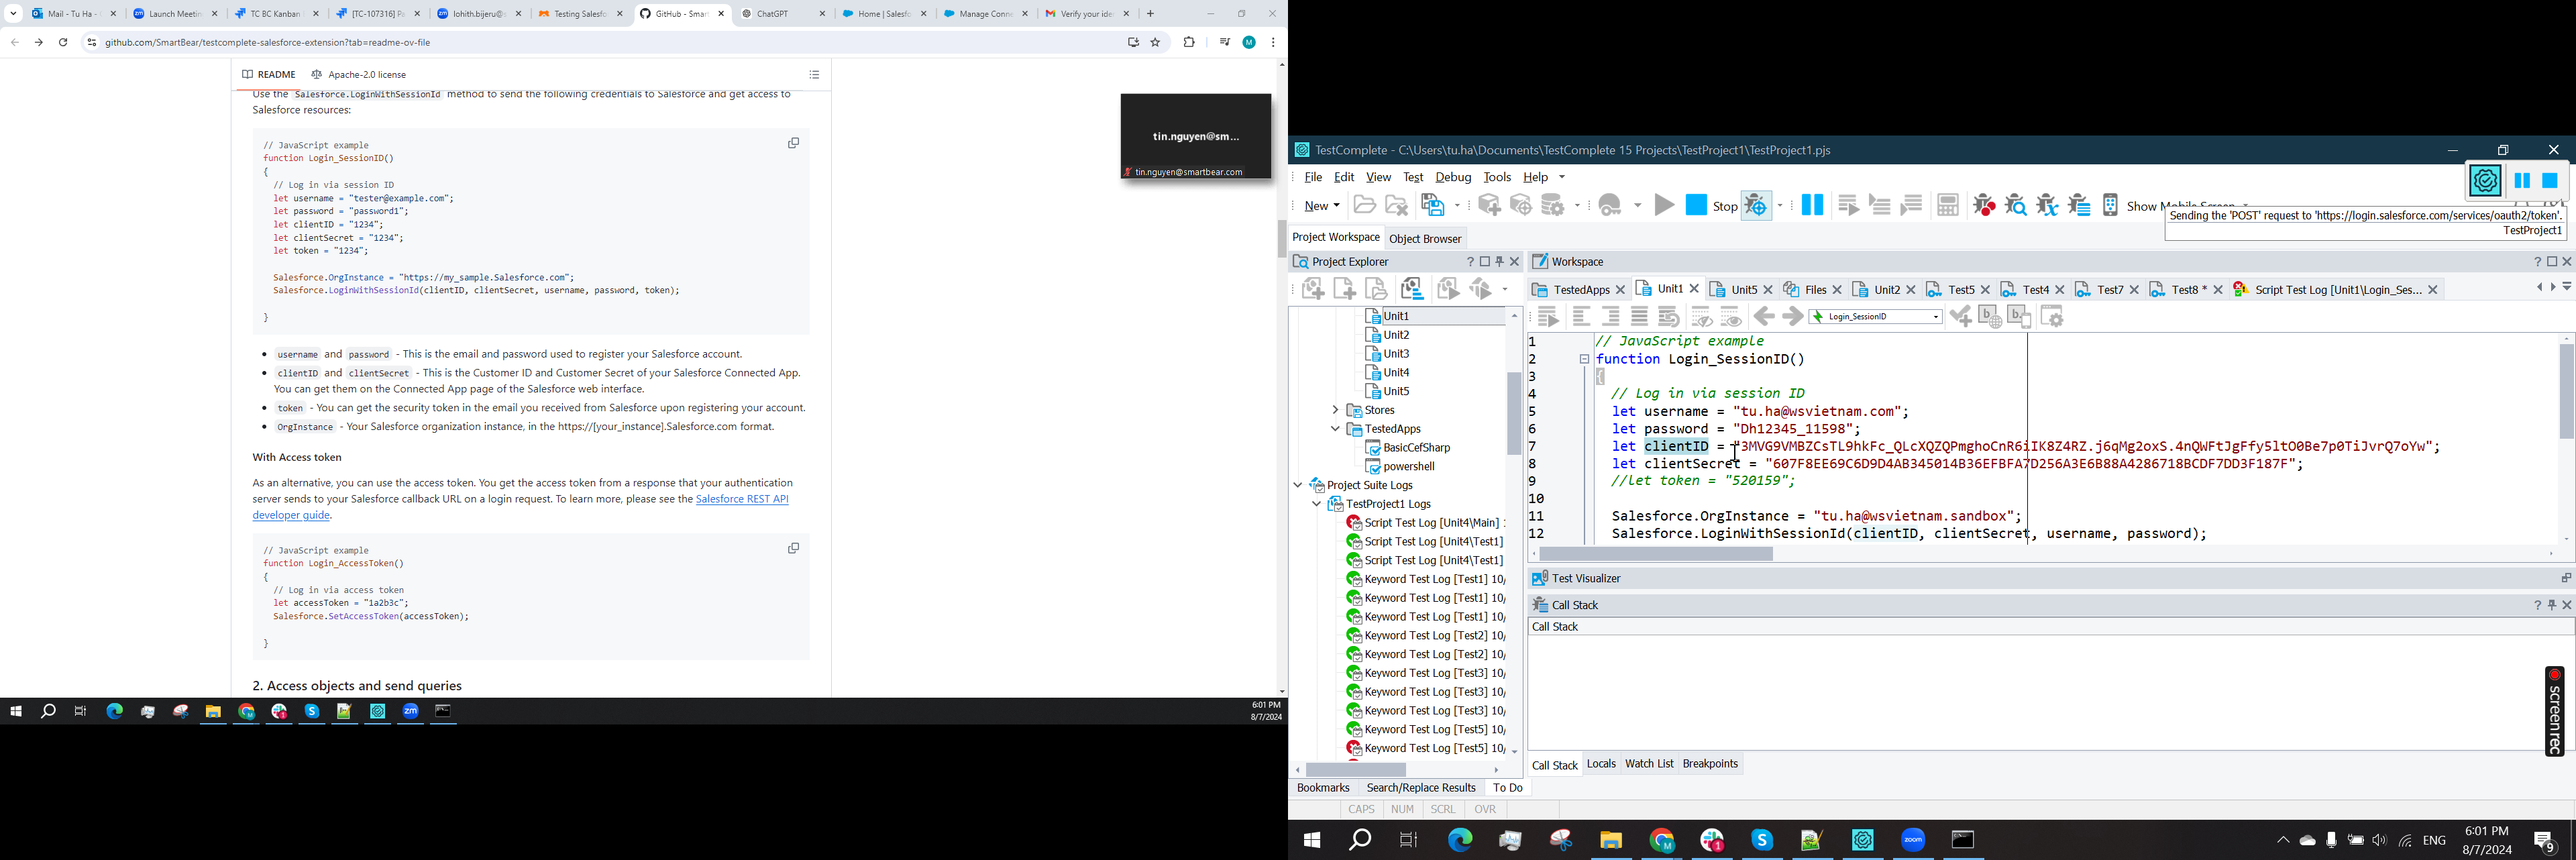 Mail - Tu Ha -
Launch Meetin
TC BC Kanban
[TC-107316] Pe
lohith.bijeru@s
Testing Salesfo
GitHub - Smar
ChatGPT
Home | Salesfo
Manage Conne
Verify your ide
github.com/SmartBear/testcomplete-salesforce-extension?tab=readme-ov-file
M
README
Apache-2.0 license
Use the Salesforce.LoginWithSessionId method to send the following credentials to Salesforce and get access to
Salesforce resources:
// JavaScript example
function Login_SessionID()
{
// Log in via session ID
let username = "tester@example.com";
let password = "password1";
let clientID = "1234";
let clientSecret = "1234";
let token = "1234";
Salesforce.OrgInstance = "https://my_sample.Salesforce.com";
Salesforce.LoginWithSessionId(clientID, clientSecret, username, password, token);
}
• username and password - This is the email and password used to register your Salesforce account.
• clientID and clientSecret - This is the Customer ID and Customer Secret of your Salesforce Connected App.
You can get them on the Connected App page of the Salesforce web interface.
• token - You can get the security token in the email you received from Salesforce upon registering your account.
• OrgInstance - Your Salesforce organization instance, in the https://[your_instance].Salesforce.com format.
With Access token
As an alternative, you can use the access token. You get the access token from a response that your authentication
server sends to your Salesforce callback URL on a login request. To learn more, please see the Salesforce REST API
developer guide.
// JavaScript example
function Login_AccessToken()
{
// Log in via access token
let accessToken = "1a2b3c";
Salesforce.SetAccessToken(accessToken);
}
2. Access objects and send queries
tin.nguyen@sm...
tin.nguyen@smartbear.com
6:01 PM
8/7/2024
TestComplete - C:\Users\tu.ha\Documents\TestComplete 15 Projects\TestProject1\TestProject1.pjs
File Edit View Test Debug Tools Help
New
Stop
Show Mobile Screen
Sending the 'POST' request to 'https://login.salesforce.com/services/oauth2/token'.
TestProject1
Project Workspace Object Browser
Project Explorer
Unit1
Unit2
Unit3
Unit4
Unit5
Stores
TestedApps
BasicCefSharp
powershell
Project Suite Logs
TestProject1 Logs
Script Test Log [Unit4\Main] 1
Script Test Log [Unit4\Test1]
Script Test Log [Unit4\Test1]
Keyword Test Log [Test1] 10/
Keyword Test Log [Test1] 10/
Keyword Test Log [Test1] 10/
Keyword Test Log [Test2] 10/
Keyword Test Log [Test2] 10/
Keyword Test Log [Test3] 10/
Keyword Test Log [Test3] 10/
Keyword Test Log [Test3] 10/
Keyword Test Log [Test5] 10/
Keyword Test Log [Test5] 10/
Bookmarks Search/Replace Results To Do
CAPS NUM SCRL OVR
Workspace
TestedApps Unit1 Unit5 Files Unit2 Test5 Test4 Test7 Test8 * Script Test Log [Unit1\Login_Ses...
Login_SessionID
1 // JavaScript example
2 function Login_SessionID()
3 {
4 // Log in via session ID
5 let username = "tu.ha@wsvietnam.com";
6 let password = "Dh12345_11598";
7 let clientID = "3MVG9VMBZCsTL9hkFc_QLcXQZQPmghoCnR6iIK8Z4RZ.j6qMg2oxS.4nQWFtJgFfy5ltO0Be7p0TiJvrQ7oYw";
8 let clientSecret = "607F8EE69C6D9D4AB345014B36EFBFA7D256A3E6B88A4286718BCDF7DD3F187F";
9 //let token = "520159";
10
11 Salesforce.OrgInstance = "tu.ha@wsvietnam.sandbox";
12 Salesforce.LoginWithSessionId(clientID, clientSecret, username, password);
Test Visualizer
Call Stack
Call Stack
Call Stack Locals Watch List Breakpoints
screenrec
ENG
6:01 PM
8/7/2024
9